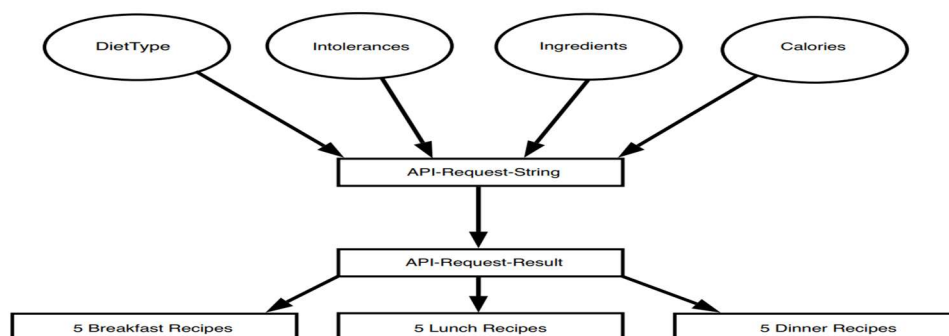 DietType
Intolerances
Ingredients
Calories
API-Request-String
API-Request-Result
5 Breakfast Recipes
5 Lunch Recipes
5 Dinner Recipes